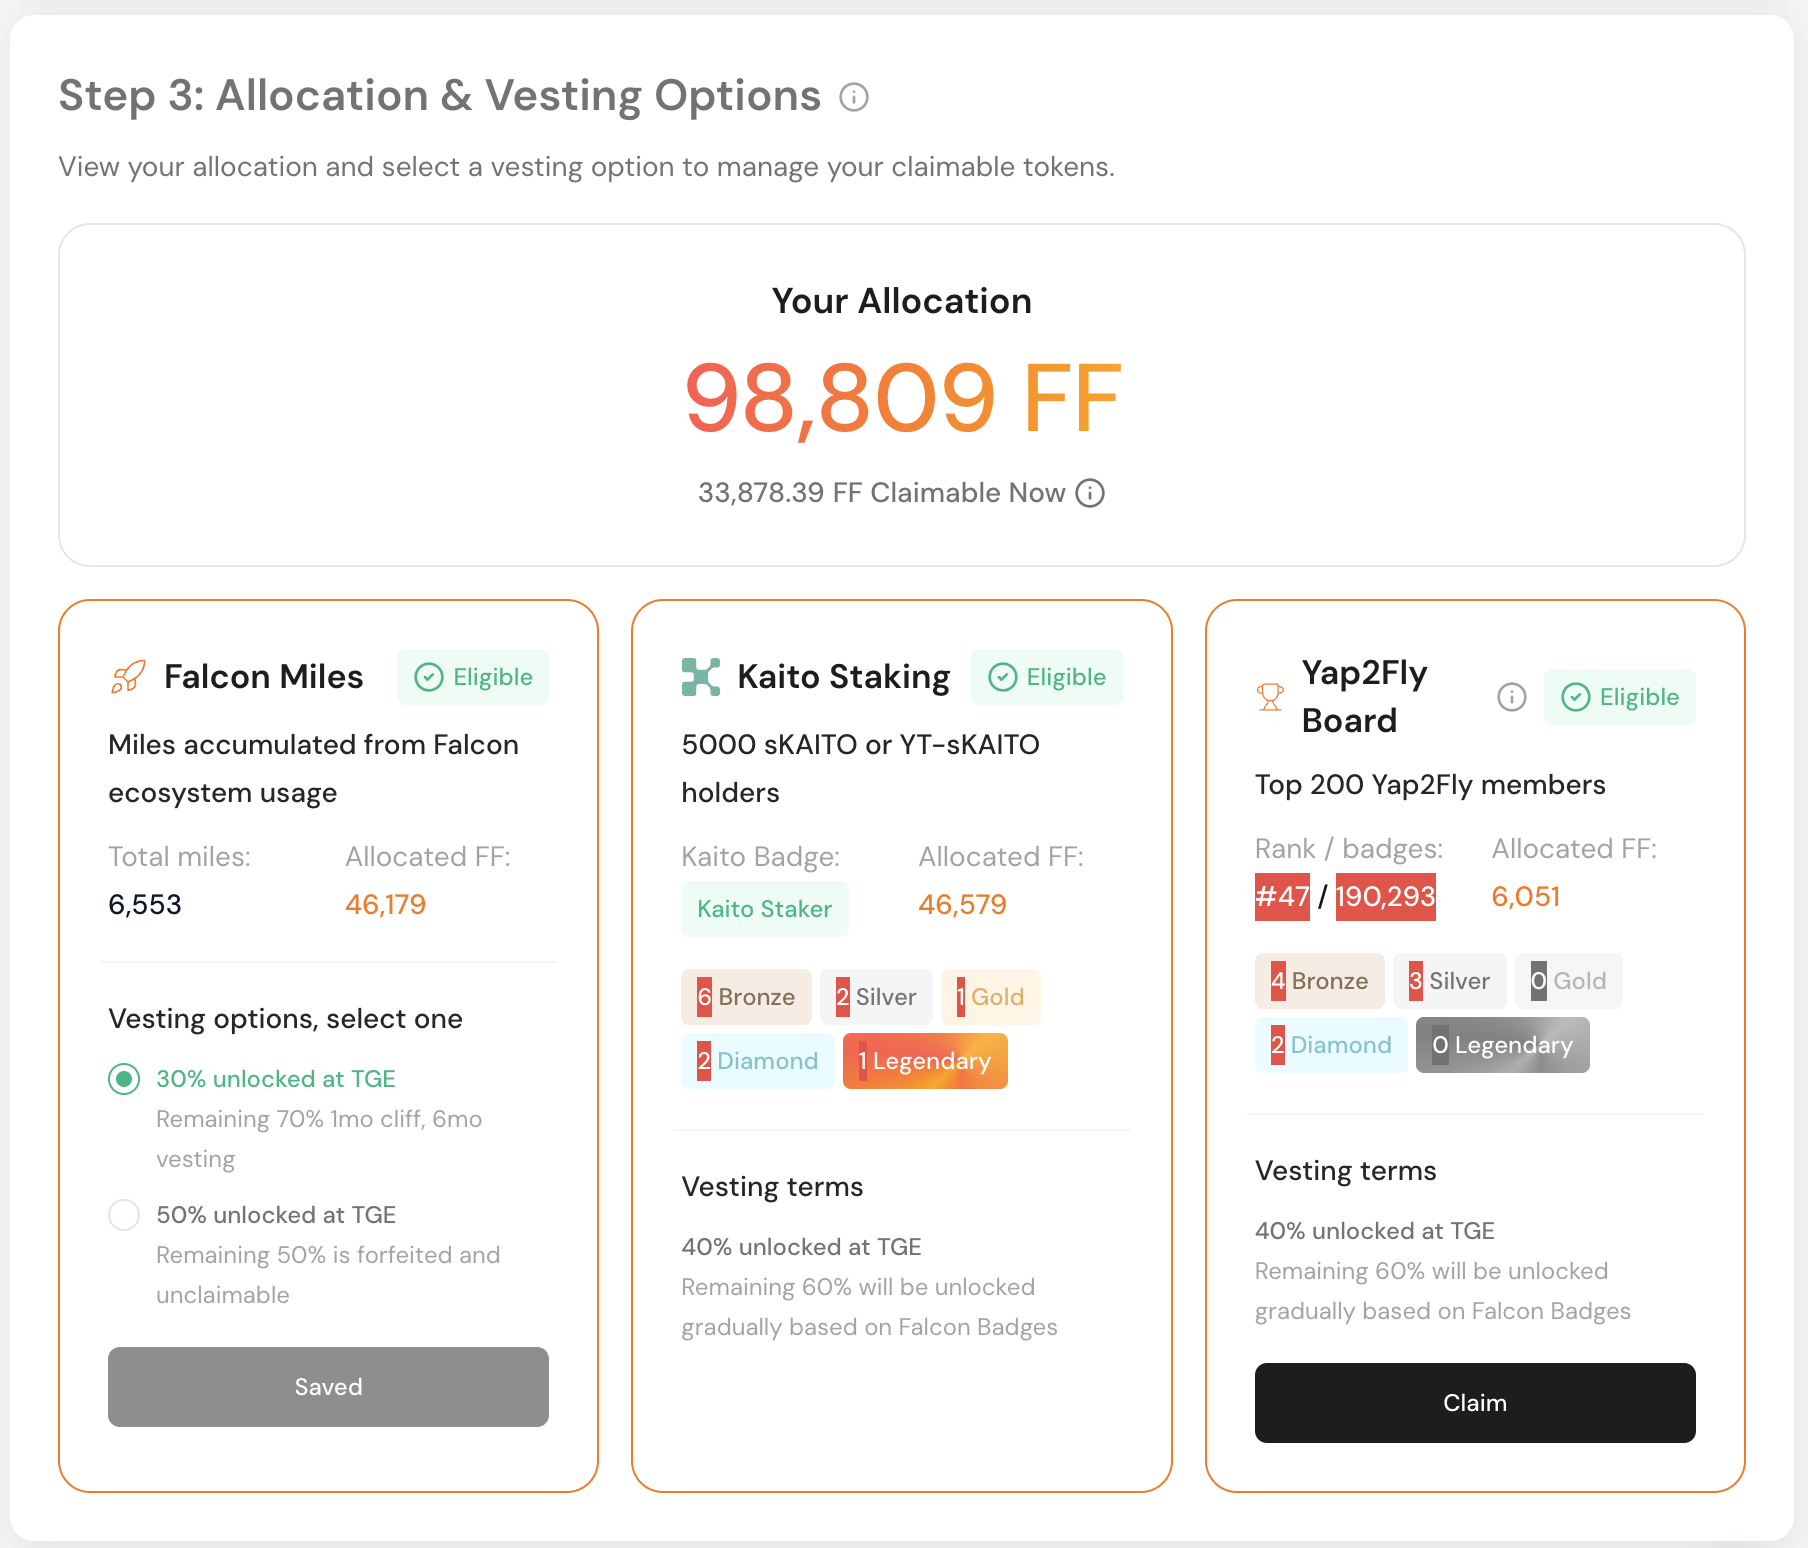 Step 3: Allocation & Vesting Options
View your allocation and select a vesting option to manage your claimable tokens.
Your Allocation
98,809 FF
33,878.39 FF Claimable Now
Falcon Miles
Eligible
Miles accumulated from Falcon
ecosystem usage
Total miles:
Allocated FF:
6,553
46,179
Vesting options, select one
30% unlocked at TGE
Remaining 70% 1mo cliff, 6mo
vesting
50% unlocked at TGE
Remaining 50% is forfeited and
unclaimable
Saved
Kaito Staking
Eligible
5000 sKAITO or YT-sKAITO
holders
Kaito Badge:
Allocated FF:
Kaito Staker
46,579
6 Bronze
2 Silver
1 Gold
2 Diamond
1 Legendary
Vesting terms
40% unlocked at TGE
Remaining 60% will be unlocked
gradually based on Falcon Badges
Yap2Fly
Board
Eligible
Top 200 Yap2Fly members
Rank / badges:
Allocated FF:
#47 / 190,293
6,051
4 Bronze
3 Silver
0 Gold
2 Diamond
0 Legendary
Vesting terms
40% unlocked at TGE
Remaining 60% will be unlocked
gradually based on Falcon Badges
Claim